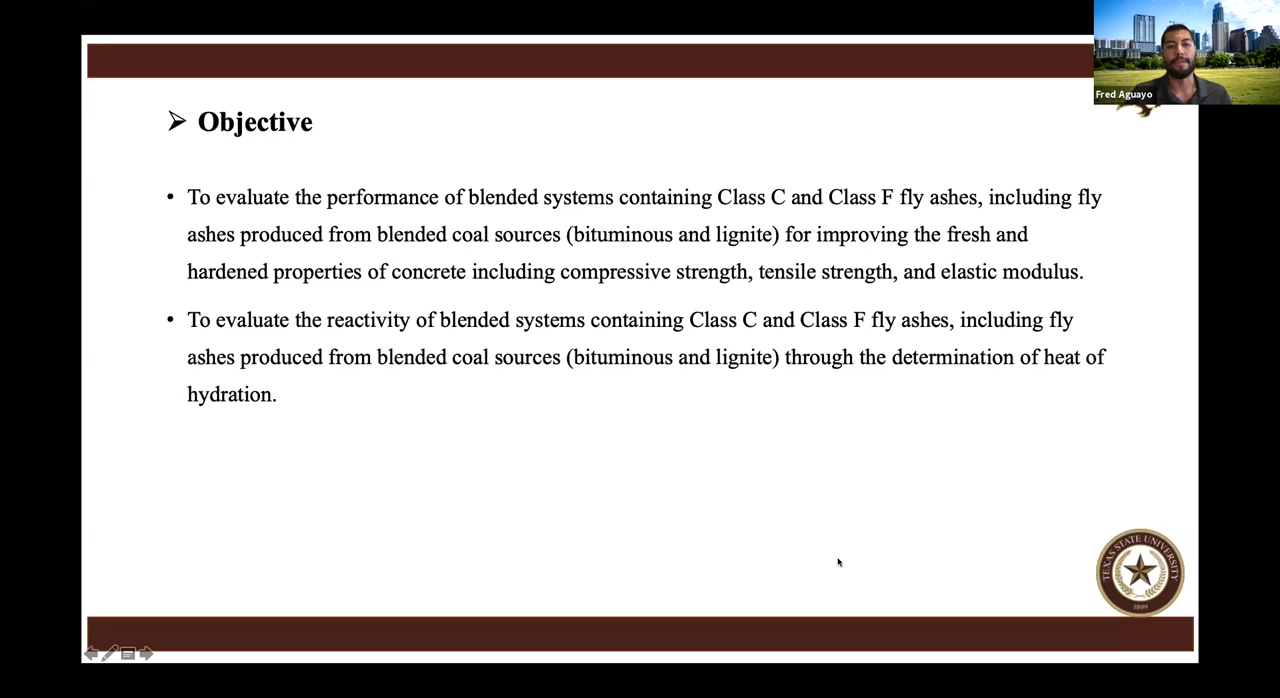 Fred Aguayo
➢ Objective
• To evaluate the performance of blended systems containing Class C and Class F fly ashes, including fly
ashes produced from blended coal sources (bituminous and lignite) for improving the fresh and
hardened properties of concrete including compressive strength, tensile strength, and elastic modulus.
• To evaluate the reactivity of blended systems containing Class C and Class F fly ashes, including fly
ashes produced from blended coal sources (bituminous and lignite) through the determination of heat of
hydration.
TEXAS STATE UNIVERSITY
1899